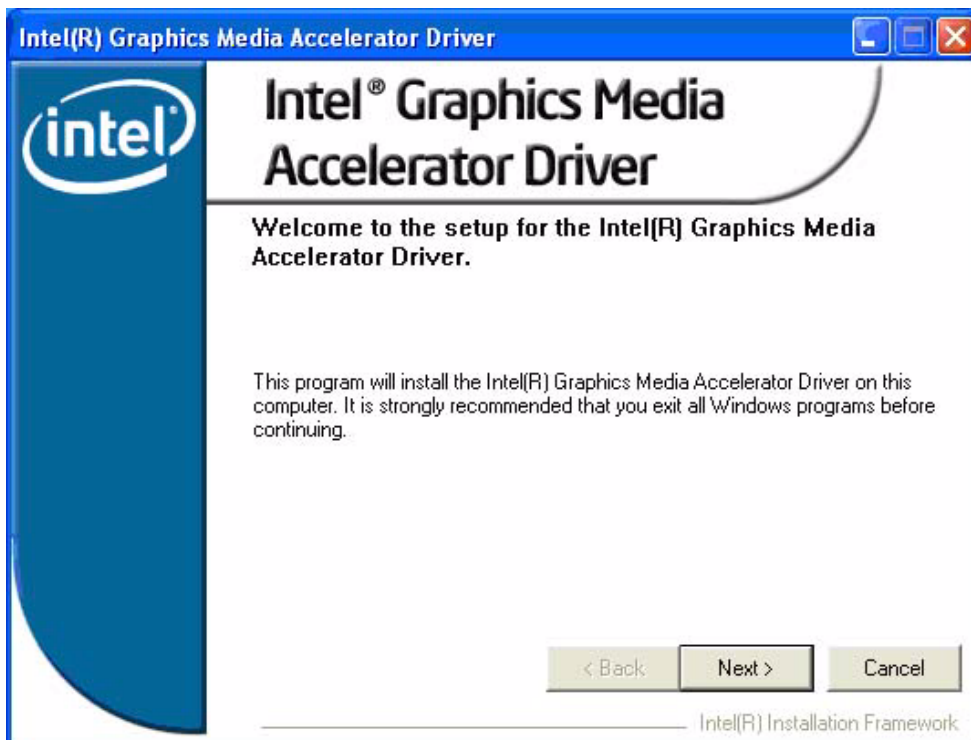 Intel(R) Graphics Media Accelerator Driver
intel
Intel® Graphics Media
Accelerator Driver
Welcome to the setup for the Intel(R) Graphics Media
Accelerator Driver.
This program will install the Intel(R) Graphics Media Accelerator Driver on this
computer. It is strongly recommended that you exit all Windows programs before
continuing.
< Back Next > Cancel
Intel(R) Installation Framework